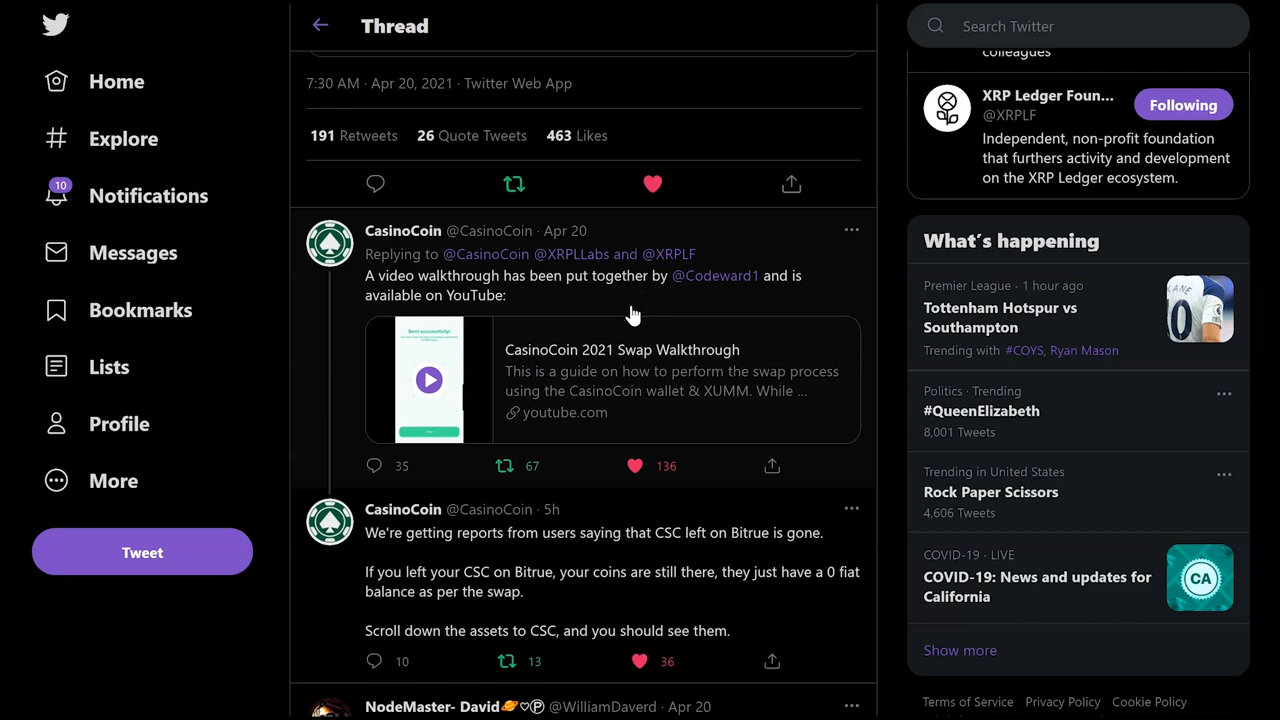 Home
Explore
10
Notifications
Messages
Bookmarks
Lists
Profile
More
Tweet
Thread
7:30 AM · Apr 20, 2021 · Twitter Web App
191 Retweets 26 Quote Tweets 463 Likes
CasinoCoin @CasinoCoin · Apr 20
Replying to @CasinoCoin @XRPLLabs and @XRPLF
A video walkthrough has been put together by @Codeward1 and is
available on YouTube:
CasinoCoin 2021 Swap Walkthrough
This is a guide on how to perform the swap process
using the CasinoCoin wallet & XUMM. While ...
youtube.com
35 67 136
CasinoCoin @CasinoCoin · 5h
We're getting reports from users saying that CSC left on Bitrue is gone.
If you left your CSC on Bitrue, your coins are still there, they just have a 0 fiat
balance as per the swap.
Scroll down the assets to CSC, and you should see them.
10 13 36
NodeMaster- David🪐♡Ⓟ @WilliamDaverd · Apr 20
Search Twitter
colleagues
XRP Ledger Foun...
@XRPLF
Following
Independent, non-profit foundation
that furthers activity and development
on the XRP Ledger ecosystem.
What's happening
Premier League · 1 hour ago
Tottenham Hotspur vs
Southampton
Trending with #COYS, Ryan Mason
Politics · Trending
#QueenElizabeth
8,001 Tweets
Trending in United States
Rock Paper Scissors
4,606 Tweets
COVID-19 · LIVE
COVID-19: News and updates for
California
CA
Show more
Terms of Service Privacy Policy Cookie Policy